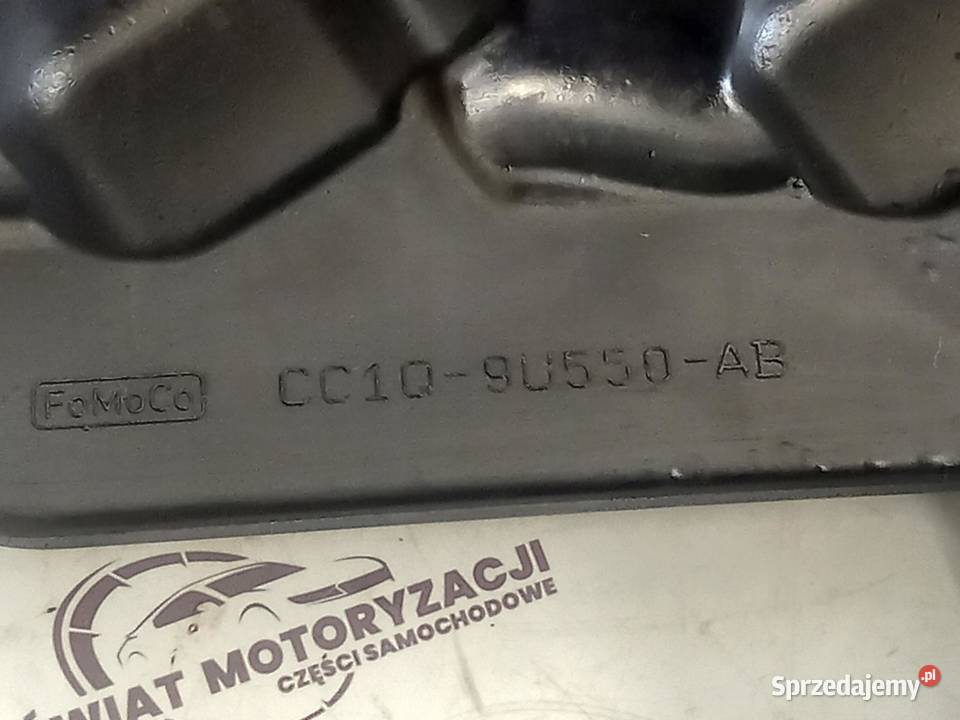 FoMoCo CC1Q-9U550-AB
ŚWIAT MOTORYZACJI
CZĘŚCI SAMOCHODOWE
Sprzedajemy.pl